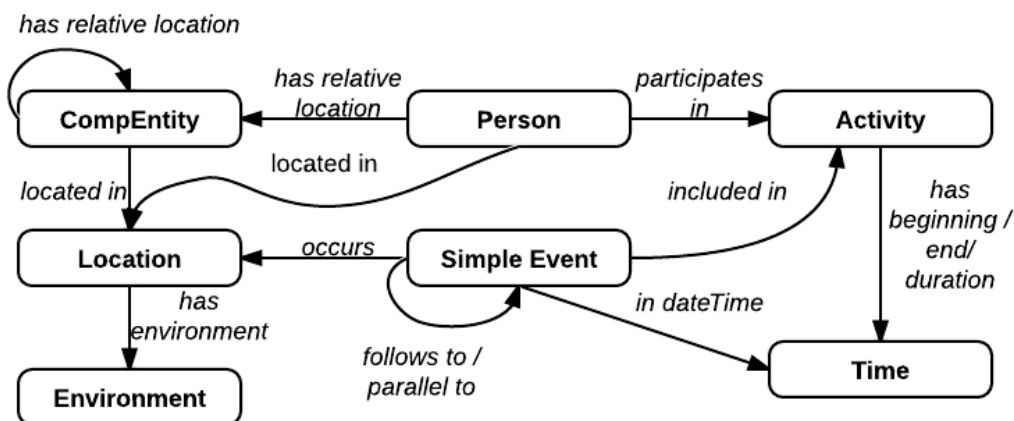 has relative location
has relative
location
participates
in
CompEntity
Person
Activity
located in
located in
included in
has
beginning /
end/
duration
Location
occurs
Simple Event
has
environment
in dateTime
follows to /
parallel to
Time
Environment